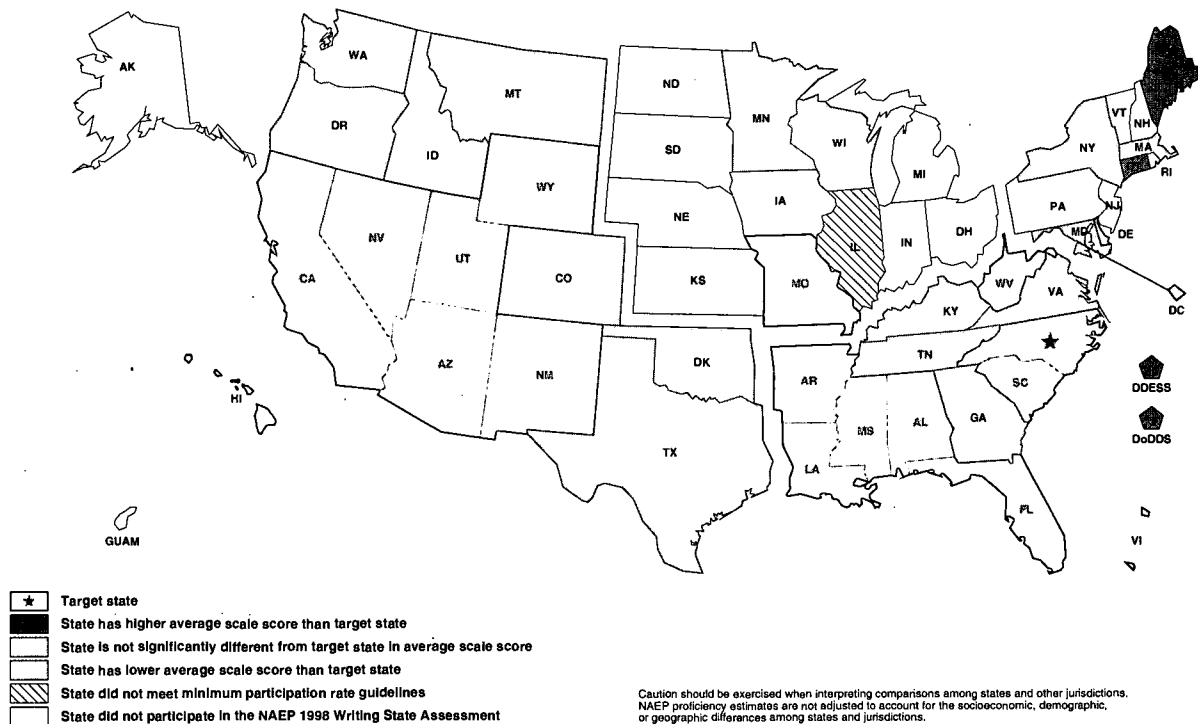 AK
WA
MT
ND
MN
VT
NH
DR
ID
SD
WI
NY
MA
RI
WY
MI
IA
PA
NJ
NE
NV
IL
IN
DH
MD
DE
UT
CA
CO
KS
MO
WV
VA
DC
KY
AZ
NM
DK
TN
AR
SC
DDESS
HI
MS
AL
GA
DoDDS
TX
LA
FL
GUAM
VI
Target state
State has higher average scale score than target state
State is not significantly different from target state in average scale score
State has lower average scale score than target state
State did not meet minimum participation rate guidelines
State did not participate in the NAEP 1998 Writing State Assessment
Caution should be exercised when interpreting comparisons among states and other jurisdictions.
NAEP proficiency estimates are not adjusted to account for the socioeconomic, demographic,
or geographic differences among states and jurisdictions.